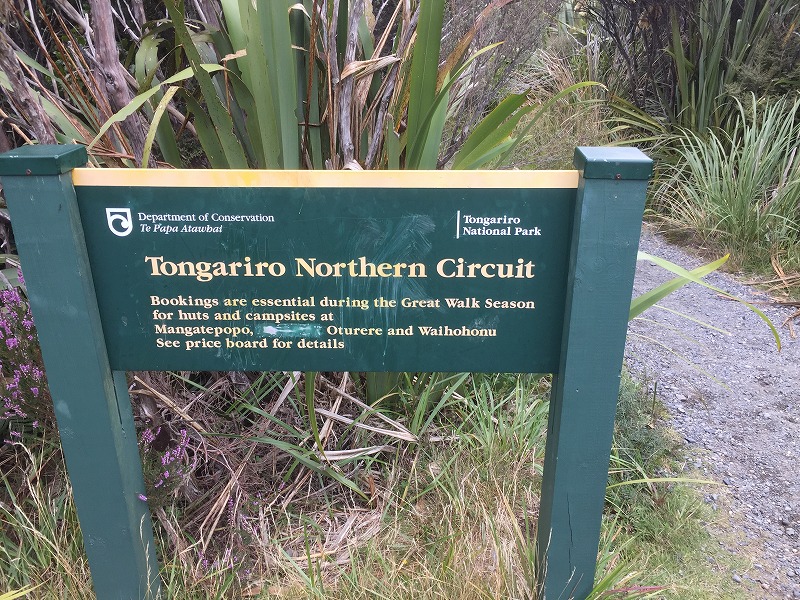 Department of Conservation
Te Papa Atawhai
Tongariro
National Park
Tongariro Northern Circuit
Bookings are essential during the Great Walk Season
for huts and campsites at
Mangatepopo, Oturere and Waihohonu
See price board for details